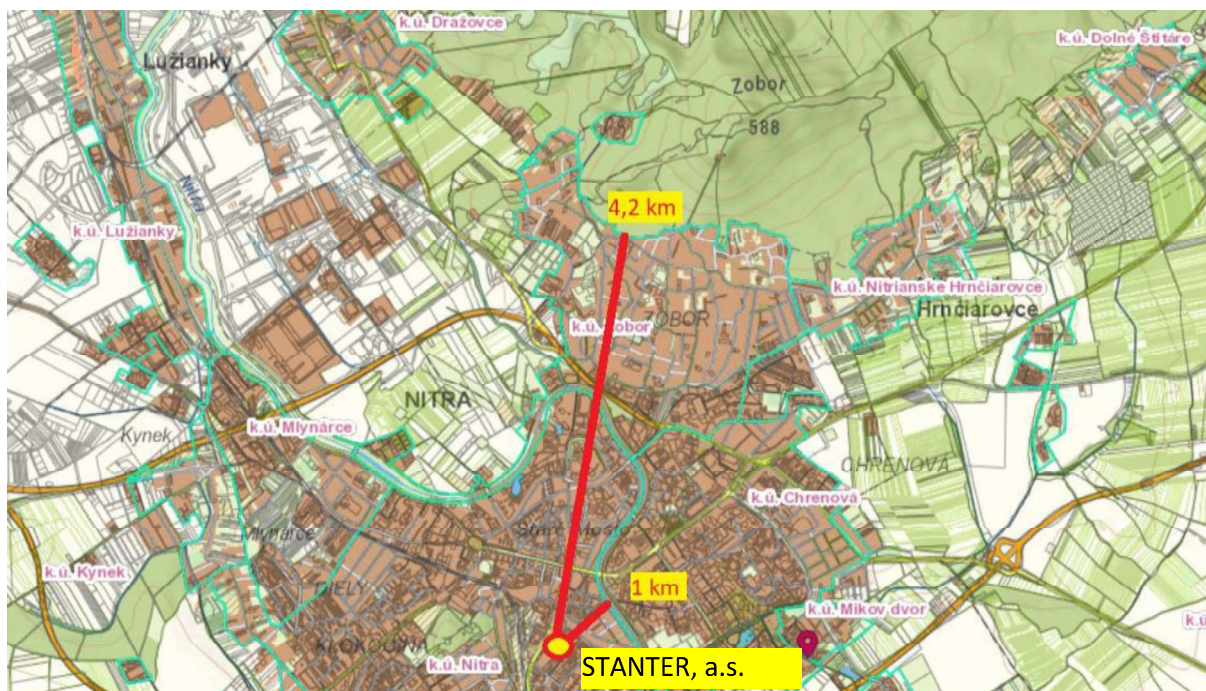 k.ú. Dražovce
k.ú. Dolné Štitáre
Lužianky
Zobor
588
Nitra
4,2 km
k.ú. Lužianky
k.ú. Nitrianske Hrnčiarovce
Hrnčiarovce
k.ú. Zobor
ZOBOR
NITRA
k.ú. Mlynárce
Kynek
CHRENOVÁ
k.ú. Chrenová
Mlynárce
Staré Mesto
k.ú. Kynek
DIELY
1 km
k.ú. Mikov dvor
KLOKOČINA
k.ú. Nitra
STANTER, a.s.